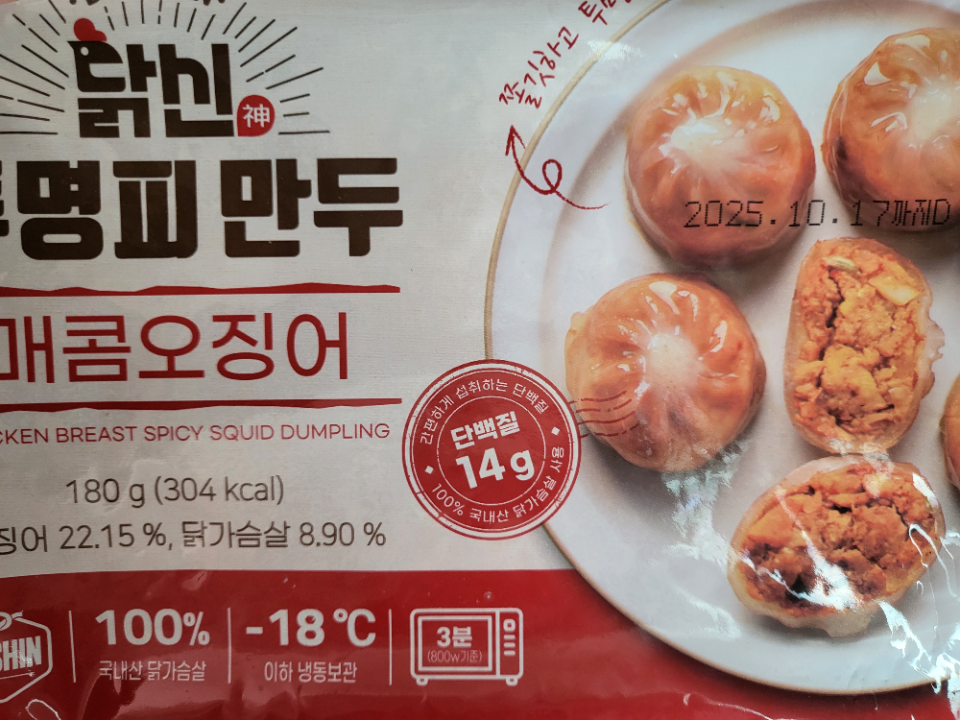 닭신
神
명피 만두
매콤오징어
쫄깃하고
2025.10.17까지D
CKEN BREAST SPICY SQUID DUMPLING
180 g (304 kcal)
징어 22.15 %, 닭가슴살 8.90 %
간편하게 섭취하는 단백질
단백질
14g
100% 국내산 닭가슴살 사용
SHIN
100%
국내산 닭가슴살
-18 ℃
이하 냉동보관
3분
(800w기준)